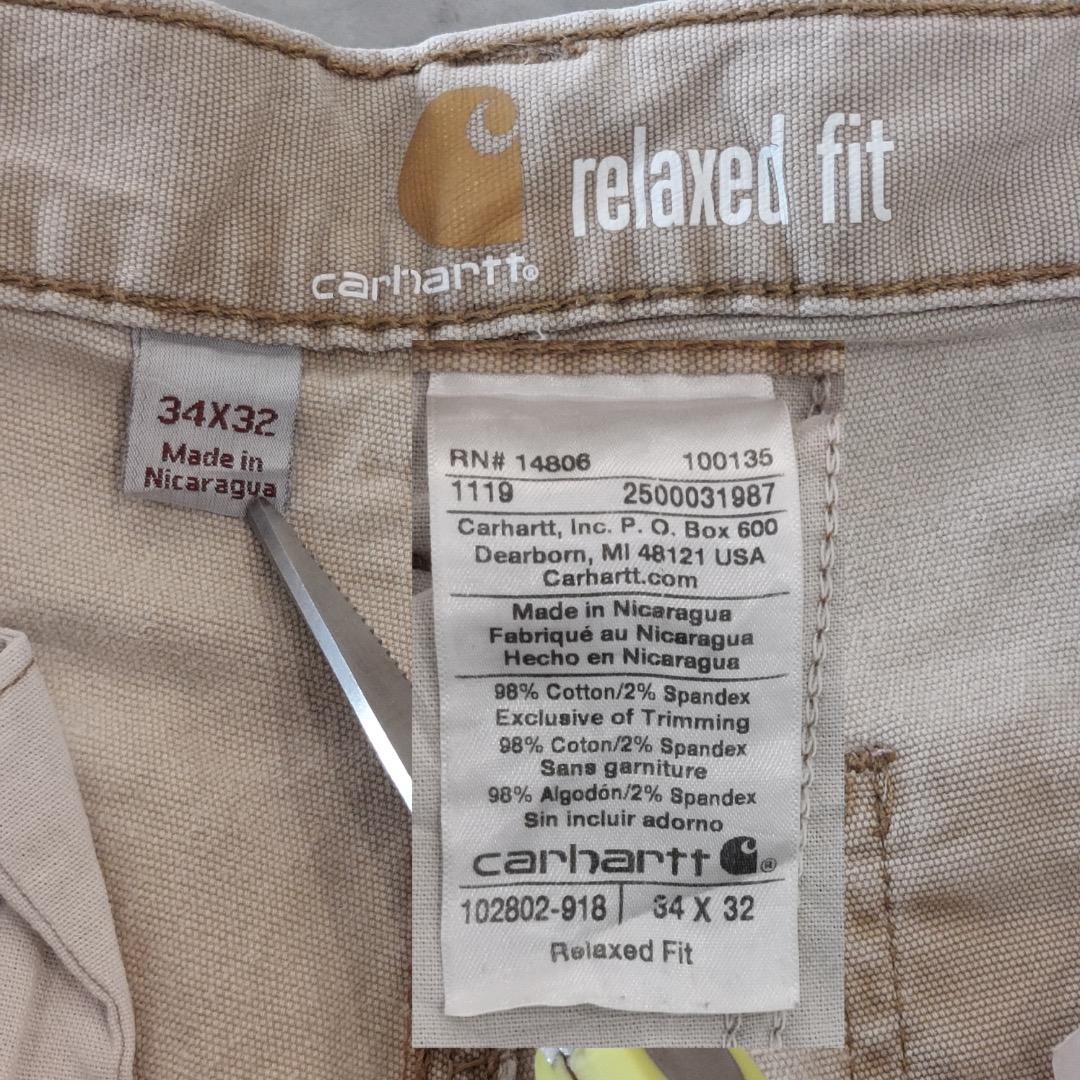 relaxed fit
carhartt®
34X32
Made in
Nicaragua
RN# 14806 100135
1119 2500031987
Carhartt, Inc. P. O. Box 600
Dearborn, MI 48121 USA
Carhartt.com
Made in Nicaragua
Fabriqué au Nicaragua
Hecho en Nicaragua
98% Cotton/2% Spandex
Exclusive of Trimming
98% Coton/2% Spandex
Sans garniture
98% Algodón/2% Spandex
Sin incluir adorno
carhartt ®
102802-918 | 34 X 32
Relaxed Fit